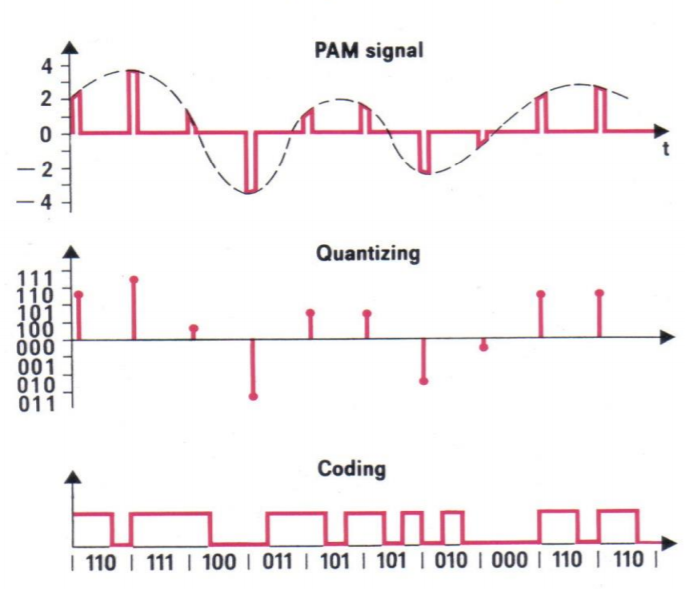 PAM signal
4
2
0
t
− 2
− 4
Quantizing
111
110
101
100
000
001
010
011
Coding
| 110 | 111 | 100 | 011 | 101 | 101 | 010 | 000 | 110 | 110 |